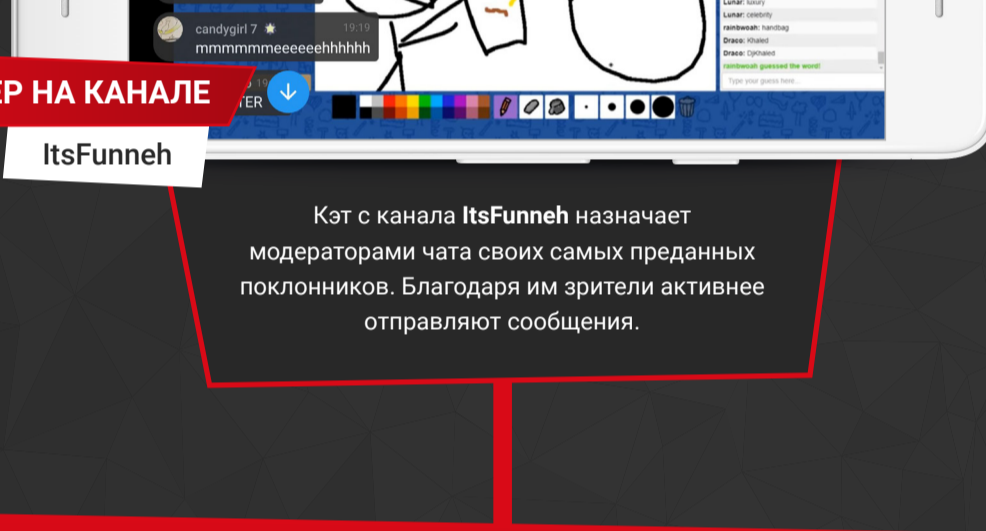 Lunar: luxury
Lunar: celebrity
rainbwoah: handbag
Draco: Khaled
Draco: DjKhaled
rainbwoah guessed the word!
Type your guess here...
candygirl 7
19:19
mmmmmmeeeeeehhhhhh
НА КАНАЛЕ
ItsFunneh
Кэт с канала ItsFunneh назначает
модераторами чата своих самых преданных
поклонников. Благодаря им зрители активнее
отправляют сообщения.